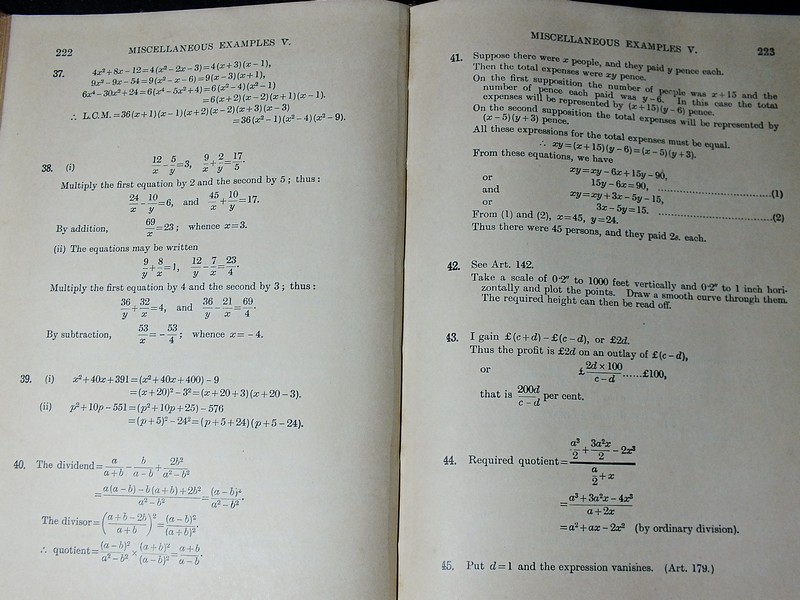 222 MISCELLANEOUS EXAMPLES V.
37. 4x²+8x−12=4(x²−2x−3)=4(x+3)(x−1),
9x²−9x−54=9(x²−x−6)=9(x−3)(x+1),
6x⁴−30x²+24=6(x⁴−5x²+4)=6(x²−4)(x²−1)
=6(x+2)(x−2)(x+1)(x−1).
∴ L.C.M.=36(x+1)(x−1)(x+2)(x−2)(x+3)(x−3)
=36(x²−1)(x²−4)(x²−9).
38. (i) 12/x−5/y=3, 9/x+2/y=17/5.
Multiply the first equation by 2 and the second by 5; thus:
24/x−10/y=6, and 45/x+10/y=17.
By addition, 69/x=23; whence x=3.
(ii) The equations may be written
9/y+8/x=1, 12/y−7/x=23/4.
Multiply the first equation by 4 and the second by 3; thus:
36/y+32/x=4, and 36/y−21/x=69/4.
By subtraction, 53/x=−53/4; whence x=−4.
39. (i) x²+40x+391=(x²+40x+400)−9
=(x+20)²−3²=(x+20+3)(x+20−3).
(ii) p²+10p−551=(p²+10p+25)−576
=(p+5)²−24²=(p+5+24)(p+5−24).
40. The dividend=a/(a+b)−b/(a−b)+2b²/(a²−b²)
=(a(a−b)−b(a+b)+2b²)/(a²−b²)=(a−b)²/(a²−b²).
The divisor=((a+b−2b)/(a+b))²=(a−b)²/(a+b)².
∴ quotient=(a−b)²/(a²−b²)×(a+b)²/(a−b)²=(a+b)/(a−b).
MISCELLANEOUS EXAMPLES V. 223
41. Suppose there were x people, and they paid y pence each.
Then the total expenses were xy pence.
On the first supposition the number of people was x+15 and the
number of pence each paid was y−6. In this case the total
expenses will be represented by (x+15)(y−6) pence.
On the second supposition the total expenses will be represented by
(x−5)(y+3) pence.
All these expressions for the total expenses must be equal.
∴ xy=(x+15)(y−6)=(x−5)(y+3).
From these equations, we have
xy=xy−6x+15y−90,
or 15y−6x=90, ..............................(1)
and xy=xy+3x−5y−15,
or 3x−5y=15. ..............................(2)
From (1) and (2), x=45, y=24.
Thus there were 45 persons, and they paid 2s. each.
42. See Art. 142.
Take a scale of 0·2″ to 1000 feet vertically and 0·2″ to 1 inch hori-
zontally and plot the points. Draw a smooth curve through them.
The required height can then be read off.
43. I gain £(c+d)−£(c−d), or £2d.
Thus the profit is £2d on an outlay of £(c−d),
or £(2d×100)/(c−d)......£100,
that is 200d/(c−d) per cent.
44. Required quotient=(a³/2+3a²x/2−2x³)/(a/2+x)
=(a³+3a²x−4x³)/(a+2x)
=a²+ax−2x² (by ordinary division).
45. Put d=1 and the expression vanishes. (Art. 179.)